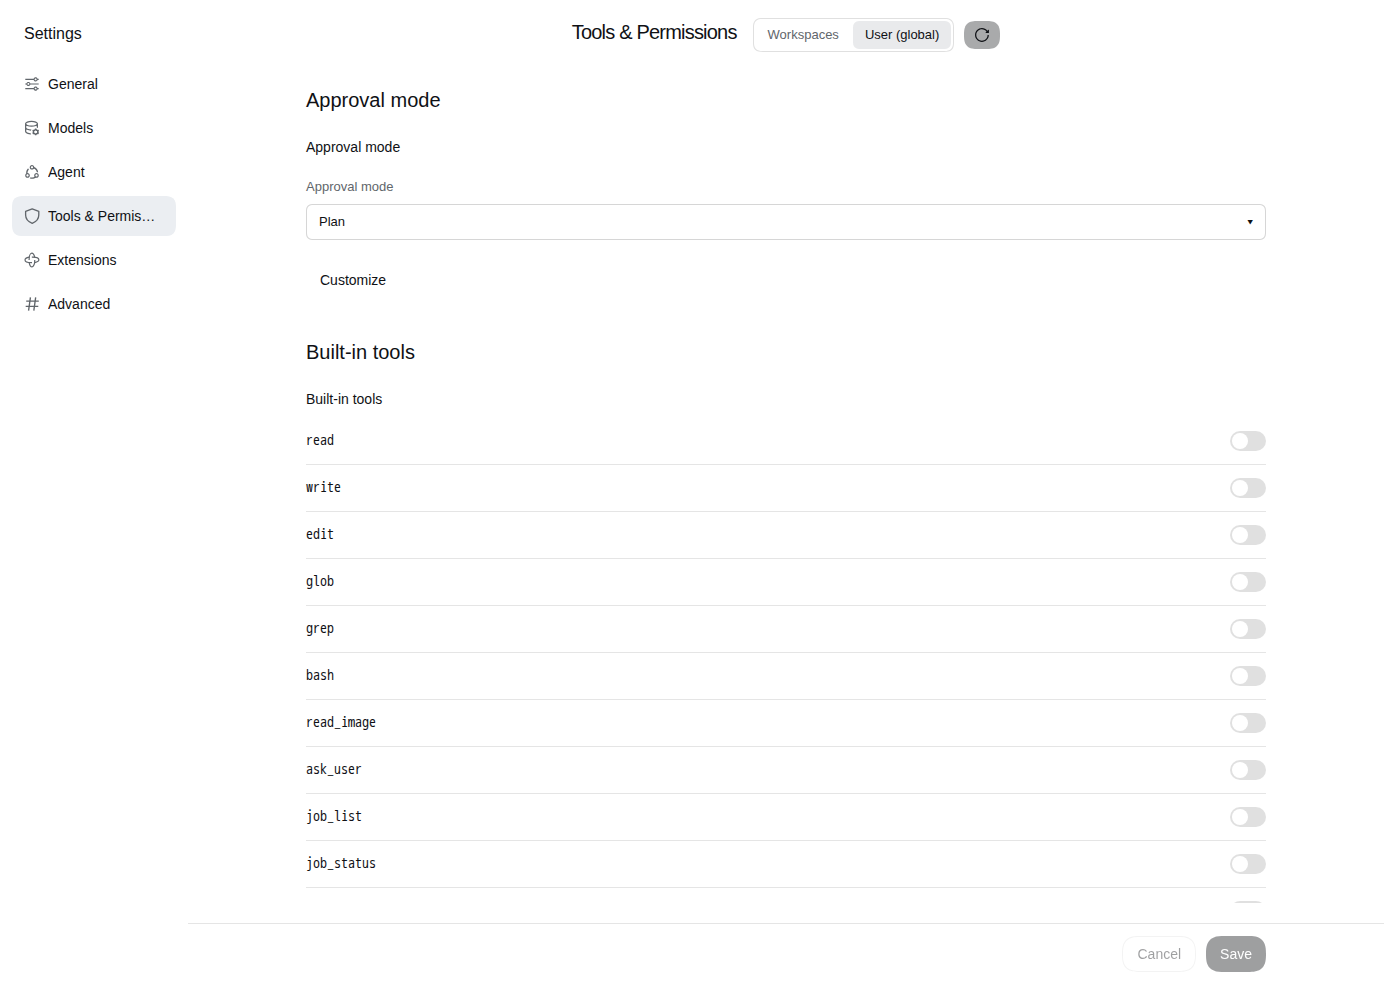 Settings
General
Models
Agent
Tools & Permis…
Extensions
Advanced
Tools & Permissions
Workspaces
User (global)
Approval mode
Approval mode
Approval mode
Plan
Customize
Built-in tools
Built-in tools
read
write
edit
glob
grep
bash
read_image
ask_user
job_list
job_status
Cancel
Save